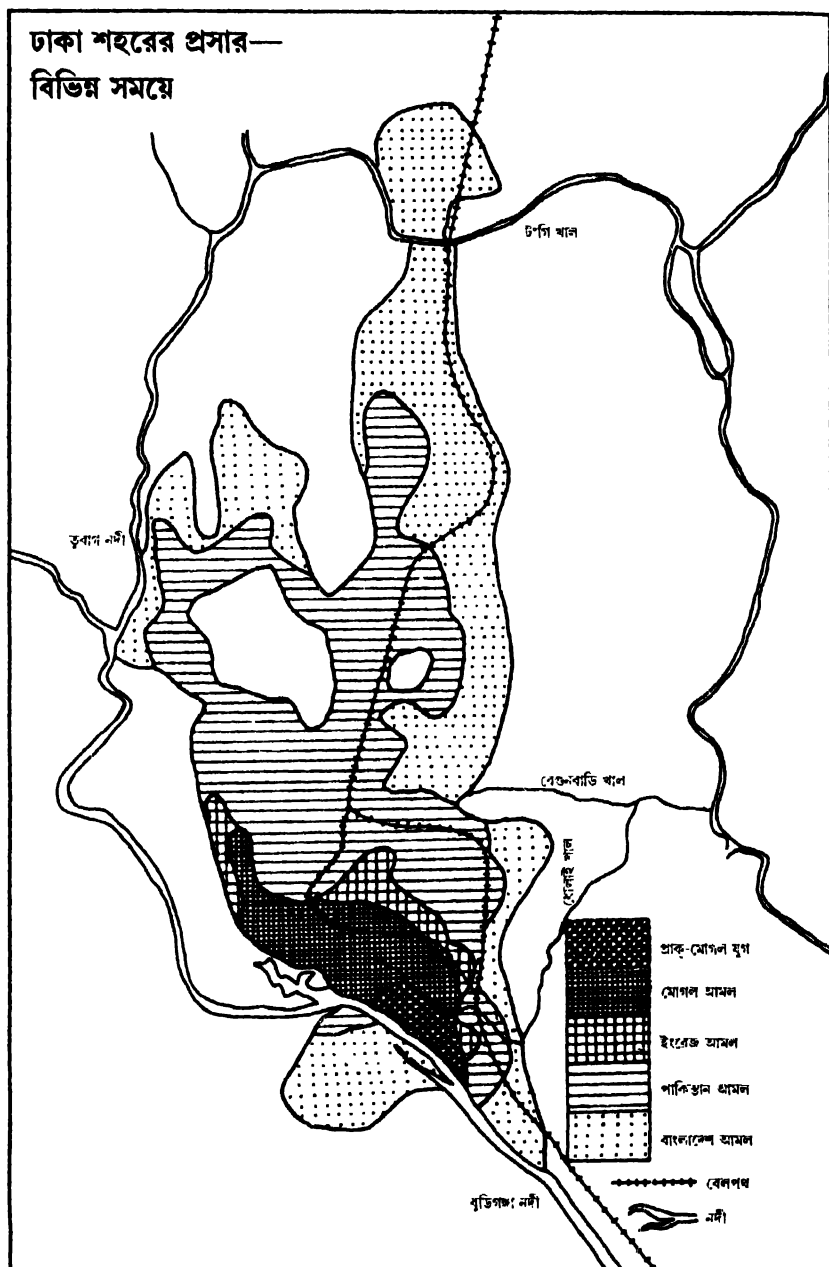 ঢাকা শহরের প্রসার—
বিভিন্ন সময়ে
টংগি খাল
তুরাগ নদী
বেগুনবাড়ি খাল
ধোলাই খাল
প্রাক্-মোগল যুগ
মোগল আমল
ইংরেজ আমল
পাকিস্তান আমল
বাংলাদেশ আমল
রেলপথ
বুড়িগঙ্গা নদী
নদী